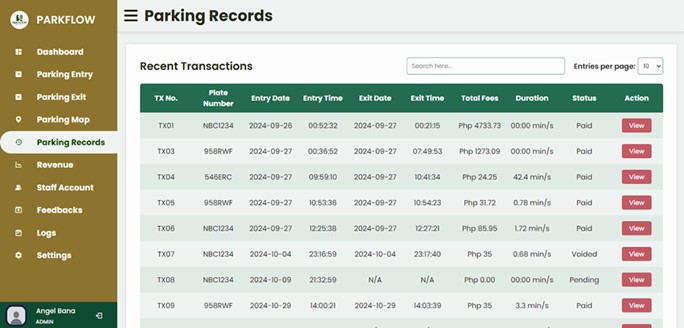 PARKFLOW
Dashboard
Parking Entry
Parking Exit
Parking Map
Parking Records
Revenue
Staff Account
Feedbacks
Logs
Settings
Angel Bana
ADMIN
Parking Records
Recent Transactions
Search here...
Entries per page: 10
TX No. Plate Number Entry Date Entry Time Exit Date Exit Time Total Fees Duration Status Action
TX01 NBC1234 2024-09-26 00:52:32 2024-09-27 00:21:15 Php 4733.73 00:00 min/s Paid View
TX03 958RWF 2024-09-27 00:36:52 2024-09-27 07:49:53 Php 1273.09 00:00 min/s Paid View
TX04 546ERC 2024-09-27 09:59:10 2024-09-27 10:41:34 Php 24.25 42.4 min/s Paid View
TX05 958RWF 2024-09-27 10:53:36 2024-09-27 10:54:23 Php 31.72 0.78 min/s Paid View
TX06 NBC1234 2024-09-27 12:25:38 2024-09-27 12:27:21 Php 85.95 1.72 min/s Paid View
TX07 NBC1234 2024-10-04 23:16:59 2024-10-04 23:17:40 Php 35 0.68 min/s Voided View
TX08 NBC1234 2024-10-09 21:32:59 N/A N/A Php 0.00 00:00 min/s Pending View
TX09 958RWF 2024-10-29 14:00:21 2024-10-29 14:03:39 Php 35 3.3 min/s Paid View